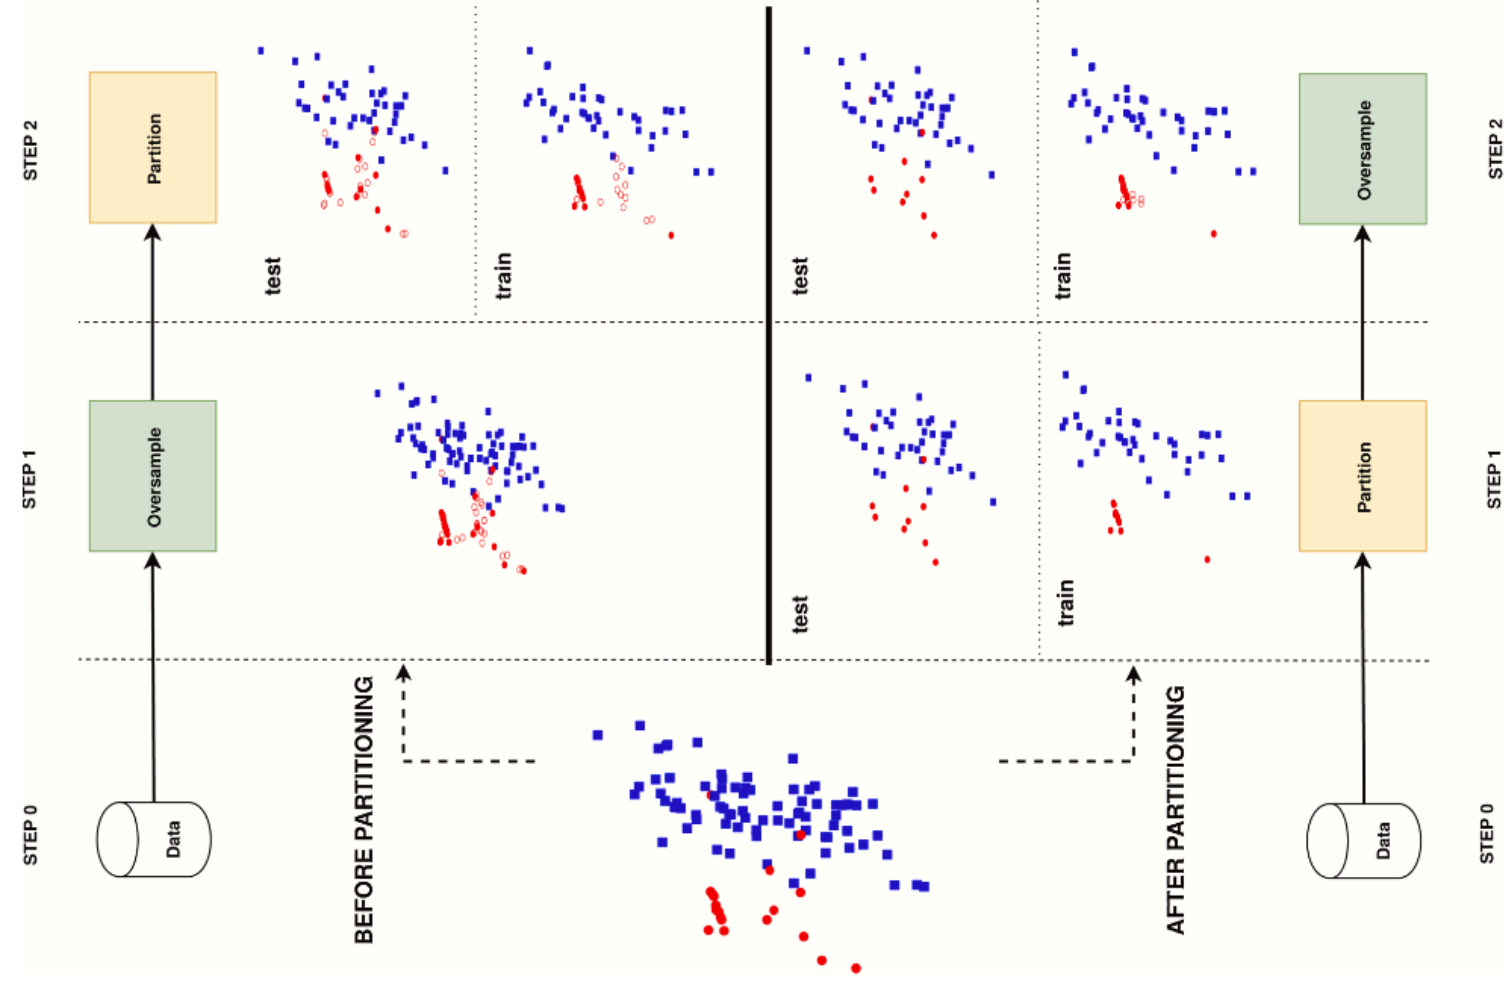 STEP 0
Data
BEFORE PARTITIONING
AFTER PARTITIONING
Data
STEP 0
STEP 1
Oversample
test
train
Partition
STEP 1
STEP 2
Partition
test
train
test
train
Oversample
STEP 2